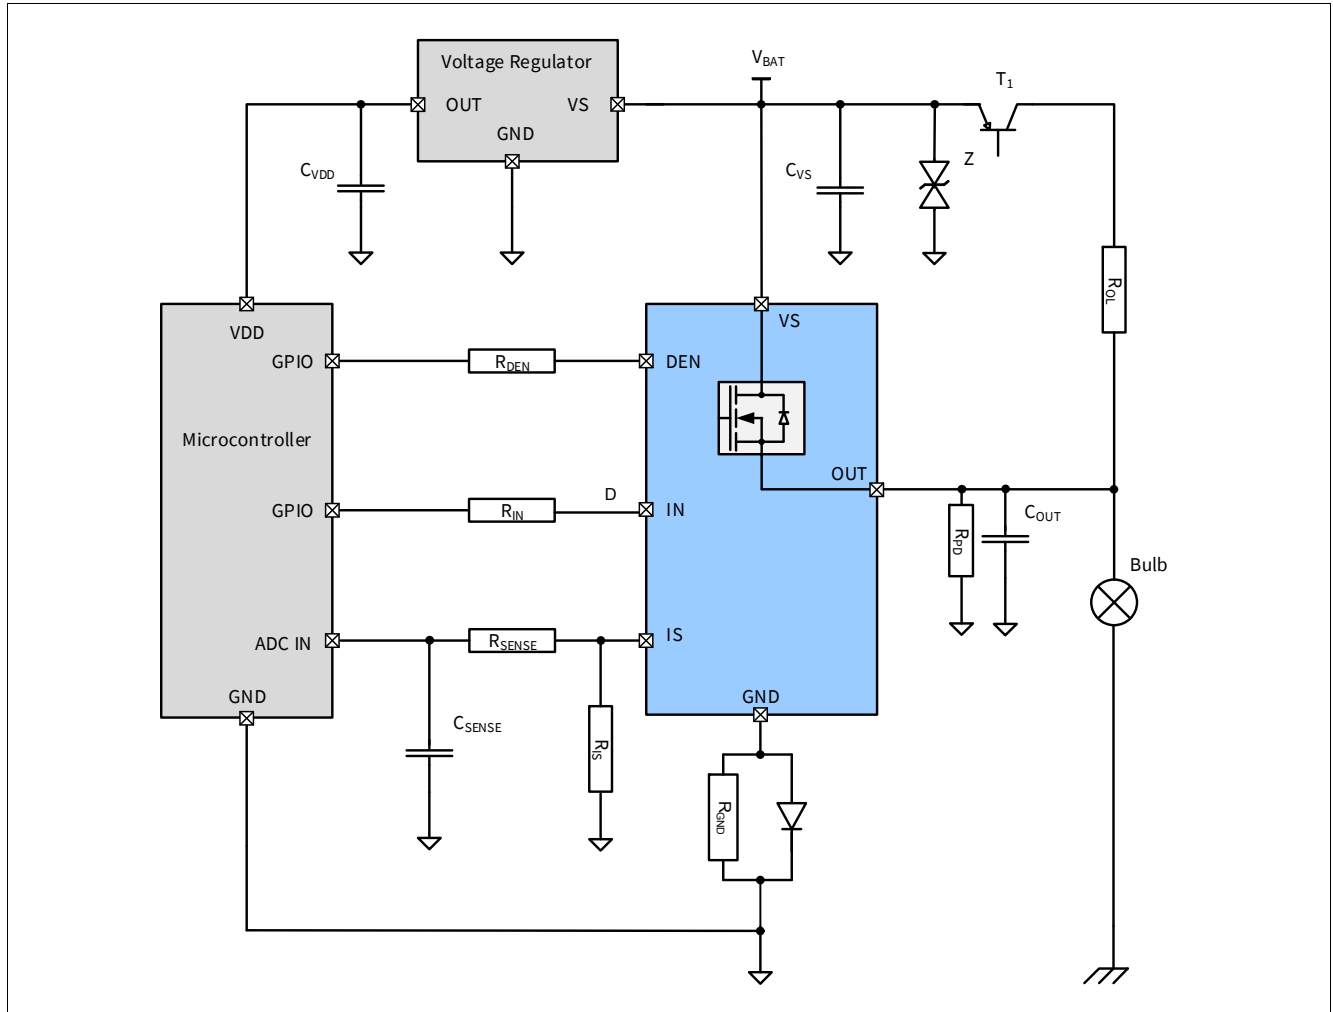 Voltage Regulator
OUT
VS
GND
VBAT
T1
CVDD
CVS
Z
ROL
VDD
VS
GPIO
RDEN
DEN
Microcontroller
OUT
GPIO
RIN
D
IN
RPD
COUT
Bulb
ADC IN
RSENSE
IS
GND
GND
CSENSE
RIS
RGND